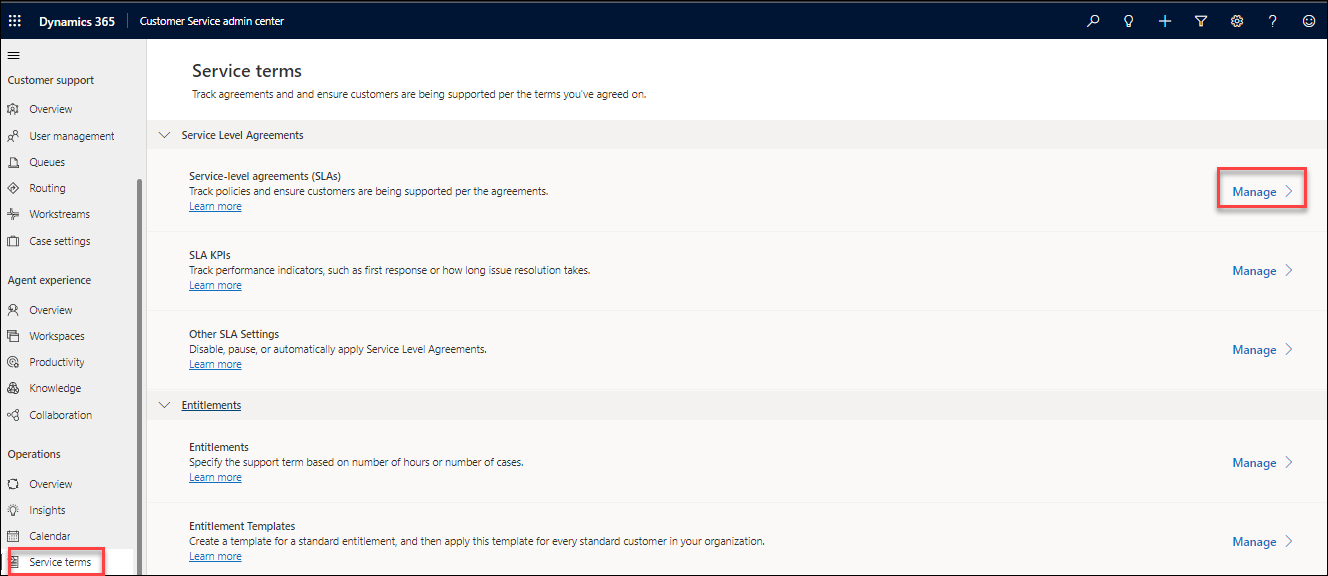 Dynamics 365
Customer Service admin center
Customer support
Overview
User management
Queues
Routing
Workstreams
Case settings
Agent experience
Overview
Workspaces
Productivity
Knowledge
Collaboration
Operations
Overview
Insights
Calendar
Service terms
Service terms
Track agreements and and ensure customers are being supported per the terms you've agreed on.
Service Level Agreements
Service-level agreements (SLAs)
Track policies and ensure customers are being supported per the agreements.
Learn more
Manage
SLA KPIs
Track performance indicators, such as first response or how long issue resolution takes.
Learn more
Manage
Other SLA Settings
Disable, pause, or automatically apply Service Level Agreements.
Learn more
Manage
Entitlements
Entitlements
Specify the support term based on number of hours or number of cases.
Learn more
Manage
Entitlement Templates
Create a template for a standard entitlement, and then apply this template for every standard customer in your organization.
Learn more
Manage